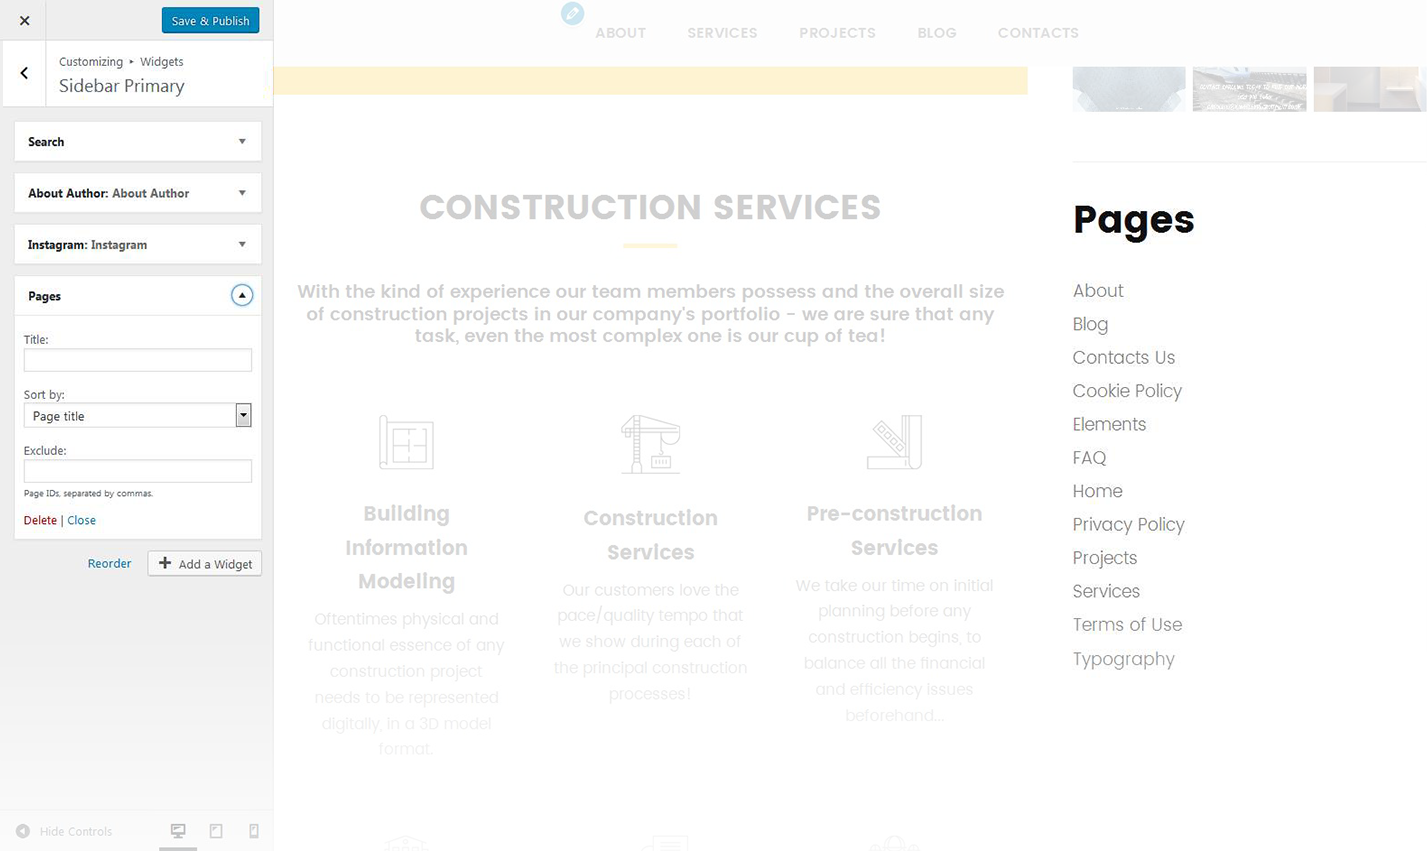 Save & Publish
Customizing ▸ Widgets
Sidebar Primary
Search
About Author: About Author
Instagram: Instagram
Pages
Title:
Sort by:
Page title
Exclude:
Page IDs, separated by commas.
Delete | Close
Reorder
Add a Widget
Hide Controls
ABOUT SERVICES PROJECTS BLOG CONTACTS
CONSTRUCTION SERVICES
With the kind of experience our team members possess and the overall size
of construction projects in our company's portfolio - we are sure that any
task, even the most complex one is our cup of tea!
Building
Information
Modeling
Oftentimes physical and
functional essence of any
construction project
needs to be represented
digitally, in a 3D model
format.
Construction
Services
Our customers love the
pace/quality tempo that
we show during each of
the principal construction
processes!
Pre-construction
Services
We take our time on initial
planning before any
construction begins, to
balance all the financial
and efficiency issues
beforehand...
Pages
About
Blog
Contacts Us
Cookie Policy
Elements
FAQ
Home
Privacy Policy
Projects
Services
Terms of Use
Typography